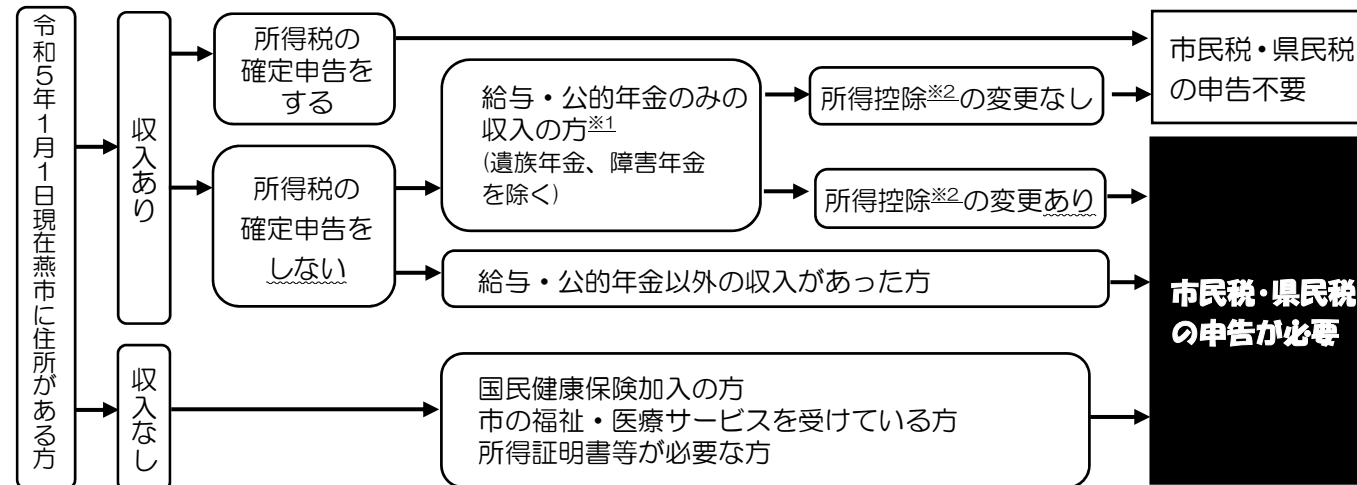 令和５年１月１日現在燕市に住所がある方
収入あり
所得税の
確定申告を
する
所得税の
確定申告を
しない
給与・公的年金のみの
収入の方※1
(遺族年金、障害年金
を除く)
所得控除※2の変更なし
所得控除※2の変更あり
給与・公的年金以外の収入があった方
収入なし
国民健康保険加入の方
市の福祉・医療サービスを受けている方
所得証明書等が必要な方
市民税・県民税
の申告不要
市民税・県民税
の申告が必要